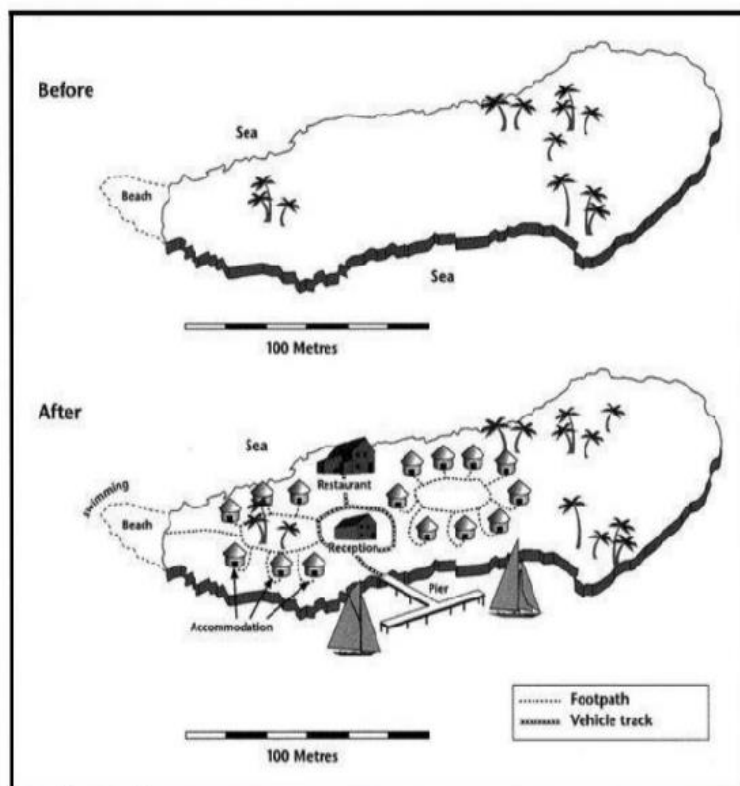 Before
Sea
Beach
Sea
100 Metres
After
Sea
swimming
Restaurant
Beach
Reception
Pier
Accommodation
Footpath
Vehicle track
100 Metres